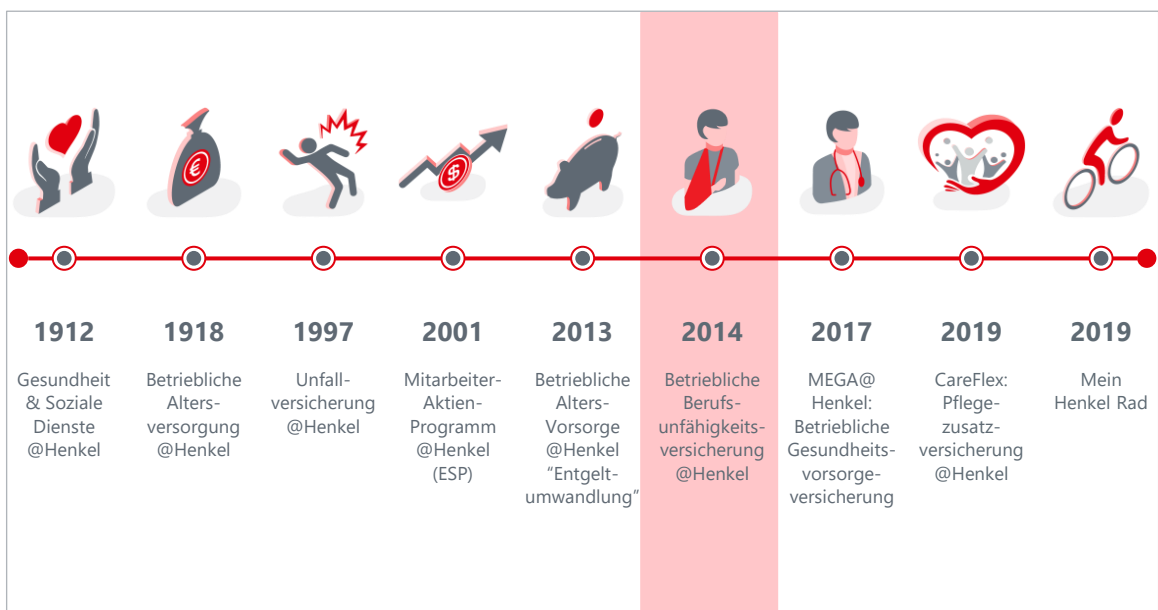 €
$
1912
Gesundheit
& Soziale
Dienste
@Henkel
1918
Betriebliche
Alters-
versorgung
@Henkel
1997
Unfall-
versicherung
@Henkel
2001
Mitarbeiter-
Aktien-
Programm
@Henkel
(ESP)
2013
Betriebliche
Alters-
Vorsorge
@Henkel
“Entgelt-
umwandlung”
2014
Betriebliche
Berufs-
unfähigkeits-
versicherung
@Henkel
2017
MEGA@
Henkel:
Betriebliche
Gesundheits-
vorsorge-
versicherung
2019
CareFlex:
Pflege-
zusatz-
versicherung
@Henkel
2019
Mein
Henkel Rad